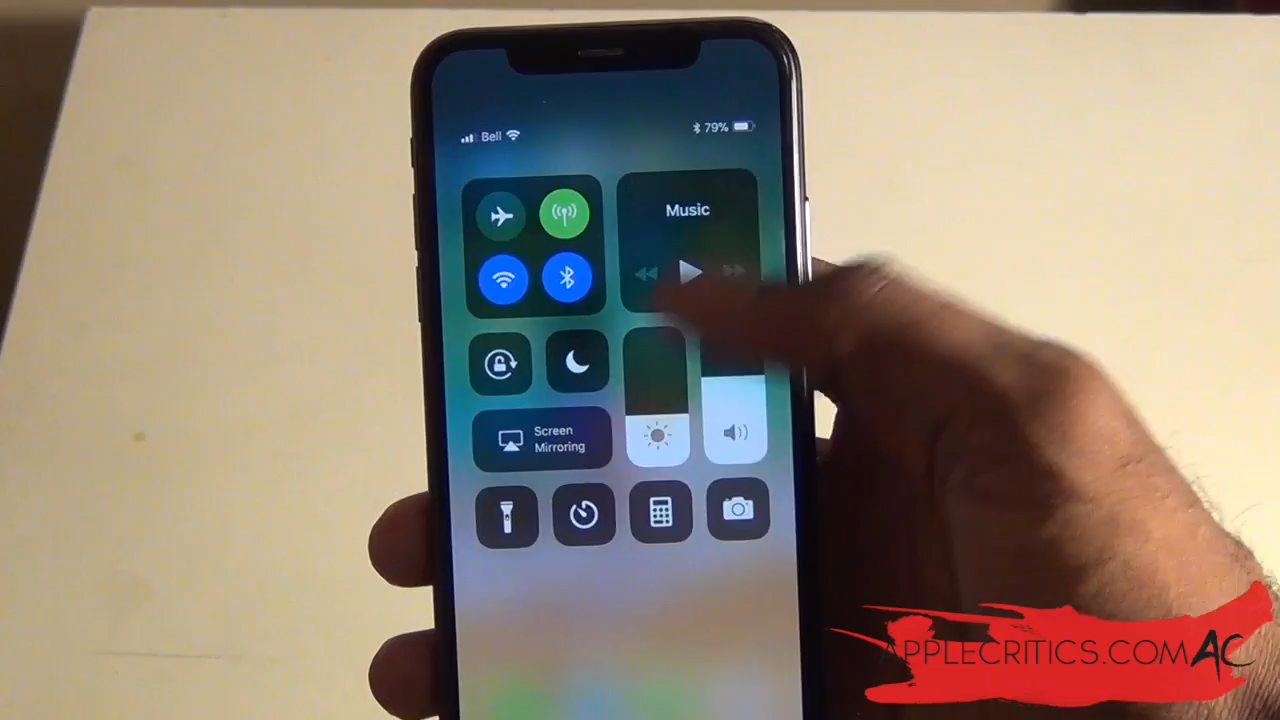 Bell
79%
Music
Screen
Mirroring
APPLECRITICS.COM AC